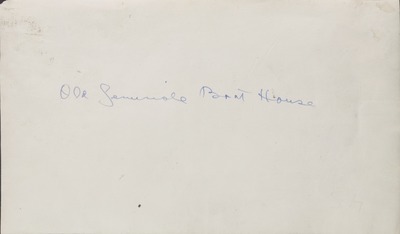 Old Seminole Boat House